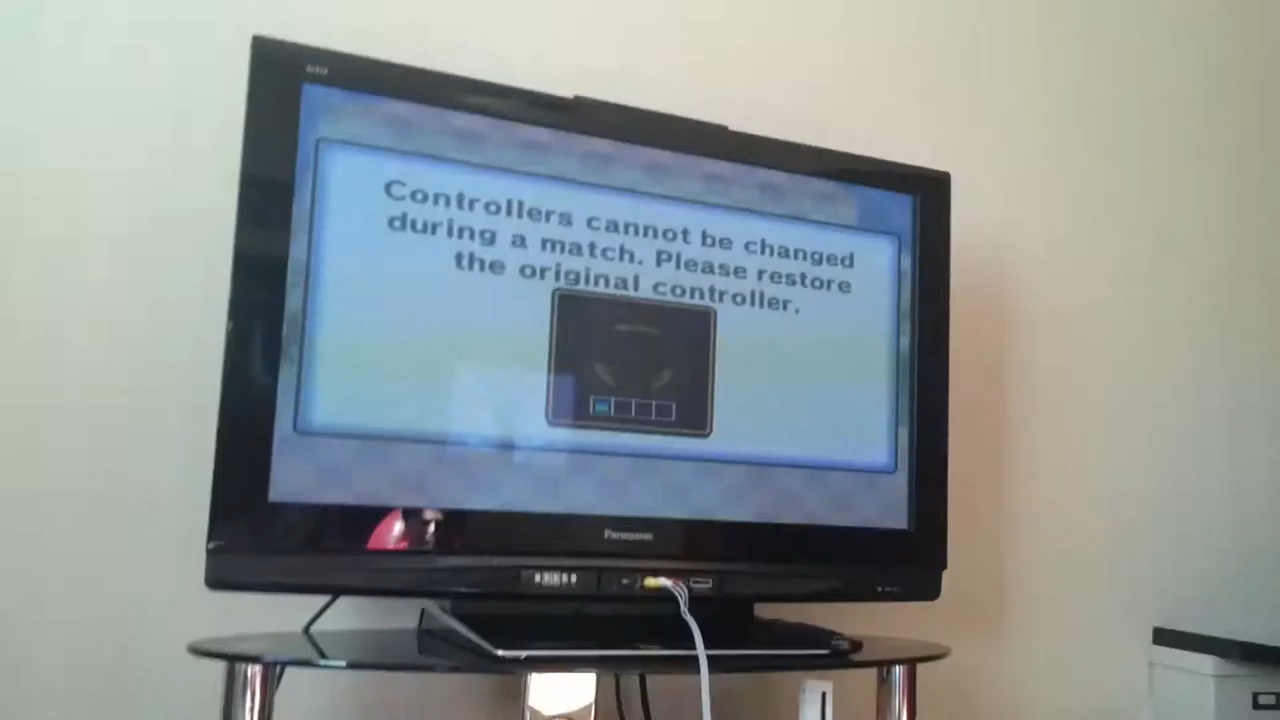 Controllers cannot be changed
during a match. Please restore
the original controller.
Panasonic